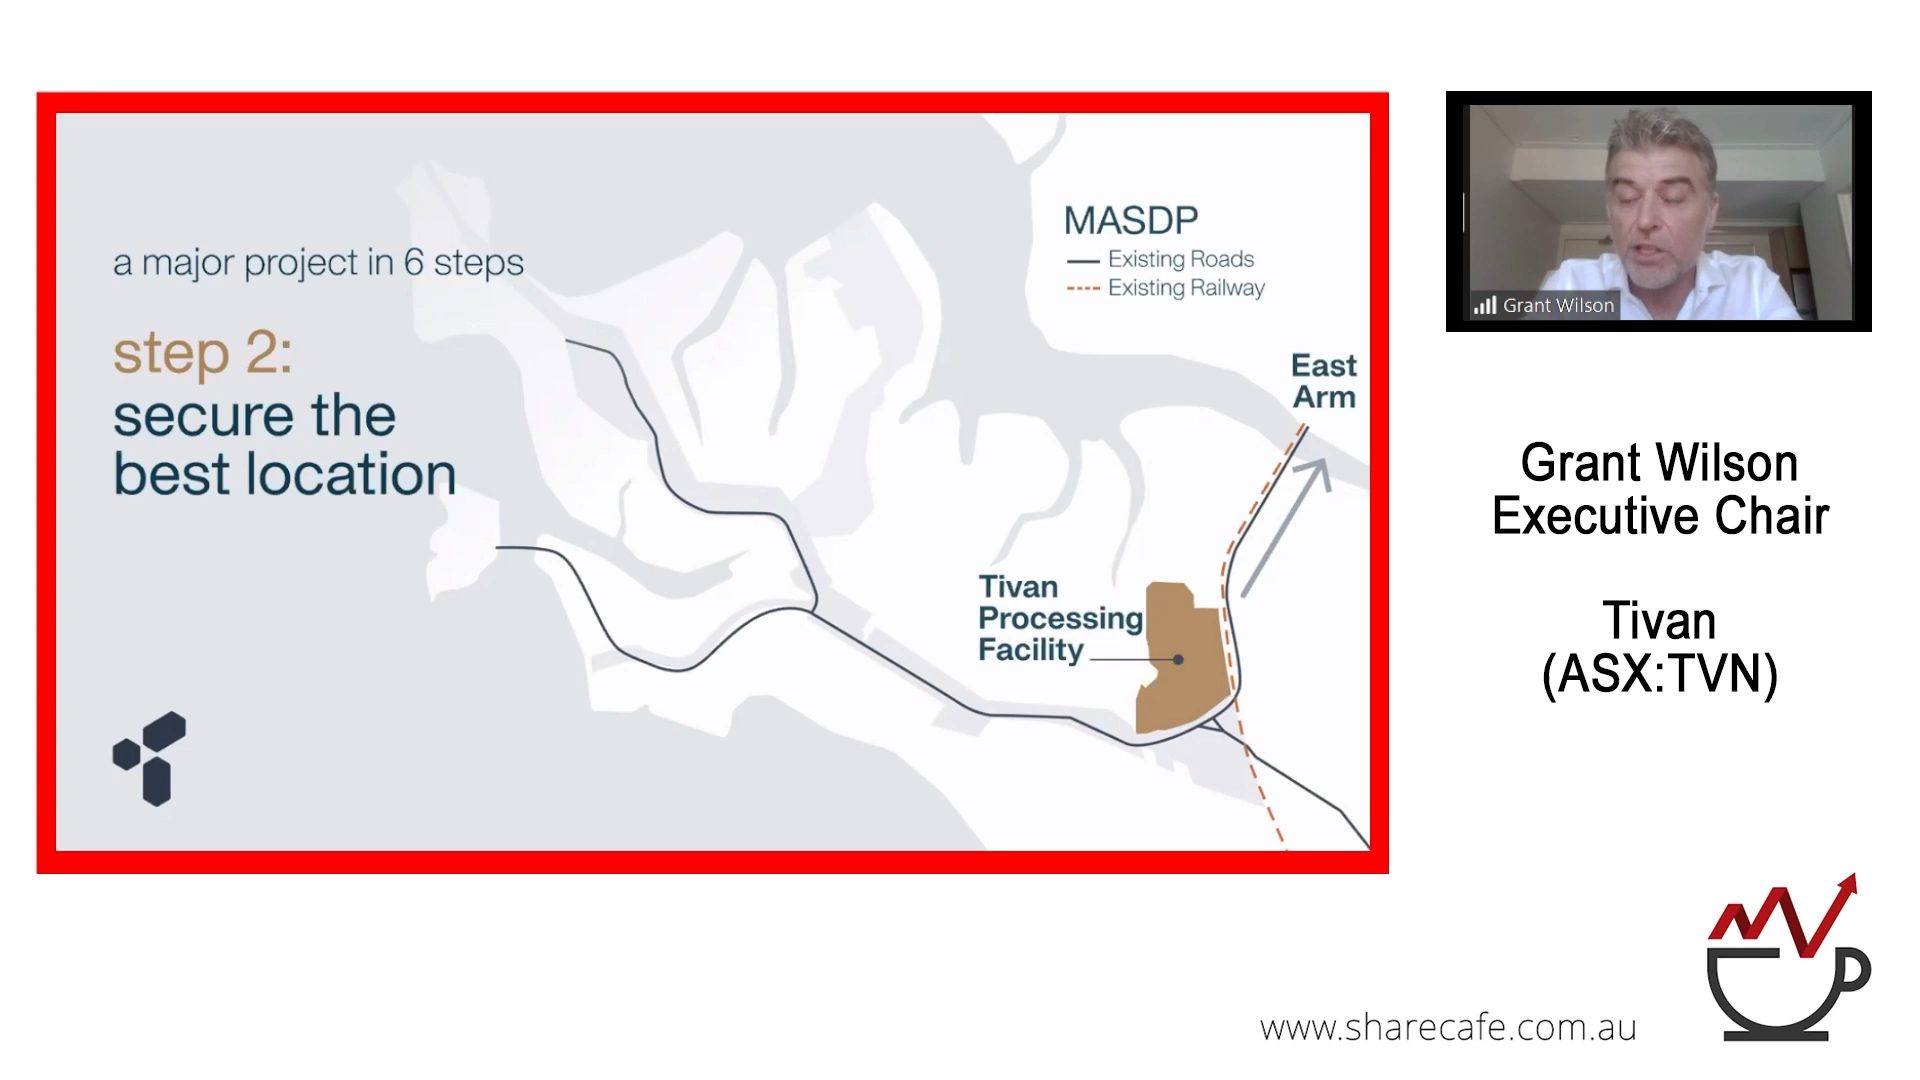 a major project in 6 steps
step 2:
secure the
best location
MASDP
Existing Roads
Existing Railway
East
Arm
Tivan
Processing
Facility
Grant Wilson
Grant Wilson
Executive Chair
Tivan
(ASX:TVN)
www.sharecafe.com.au